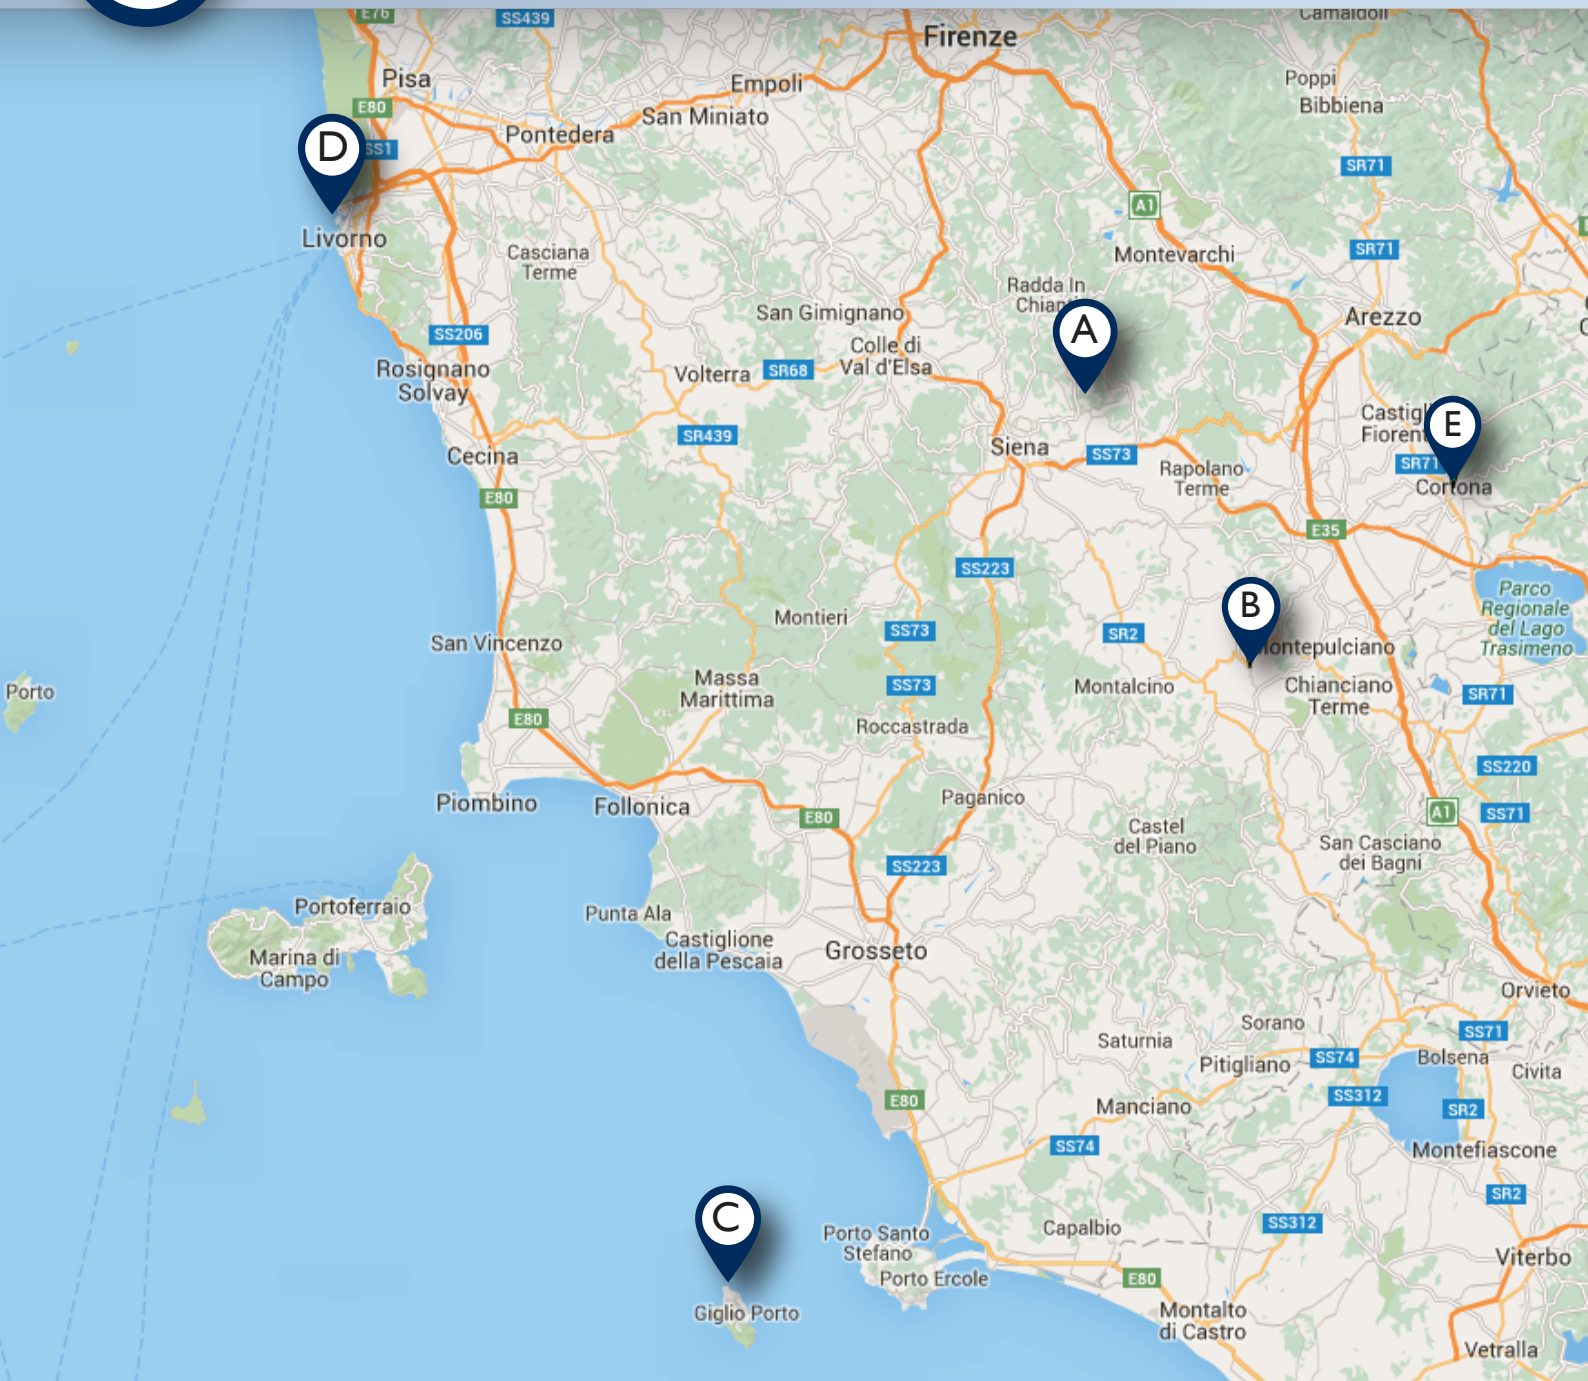 E76
SS439
Camaldoli
Firenze
Pisa
Empoli
Poppi
Bibbiena
E80
San Miniato
Pontedera
D
SS1
SR71
A1
Livorno
Montevarchi
SR71
Casciana
Terme
Radda In
Chianti
San Gimignano
Arezzo
A
SS206
Colle di
Val d'Elsa
Rosignano
Solvay
Volterra
SR68
Castigl
Fiorent
E
SR439
Siena
Cecina
SS73
Rapolano
Terme
SR71
Cortona
E80
E35
SS223
Parco
Regionale
del Lago
Trasimeno
B
Montieri
SS73
SR2
San Vincenzo
Montepulciano
Porto
Massa
Marittima
SS73
Montalcino
Chianciano
Terme
SR71
E80
Roccastrada
SS220
Piombino
Follonica
Paganico
E80
A1
SS71
Castel
del Piano
San Casciano
dei Bagni
SS223
Portoferraio
Punta Ala
Marina di
Campo
Castiglione
della Pescaia
Grosseto
Orvieto
Sorano
SS71
Saturnia
Pitigliano
SS74
Bolsena
Civita
E80
SS312
Manciano
SR2
SS74
Montefiascone
SR2
C
Capalbio
SS312
Porto Santo
Stefano
Viterbo
Porto Ercole
E80
Giglio Porto
Montalto
di Castro
Vetralla